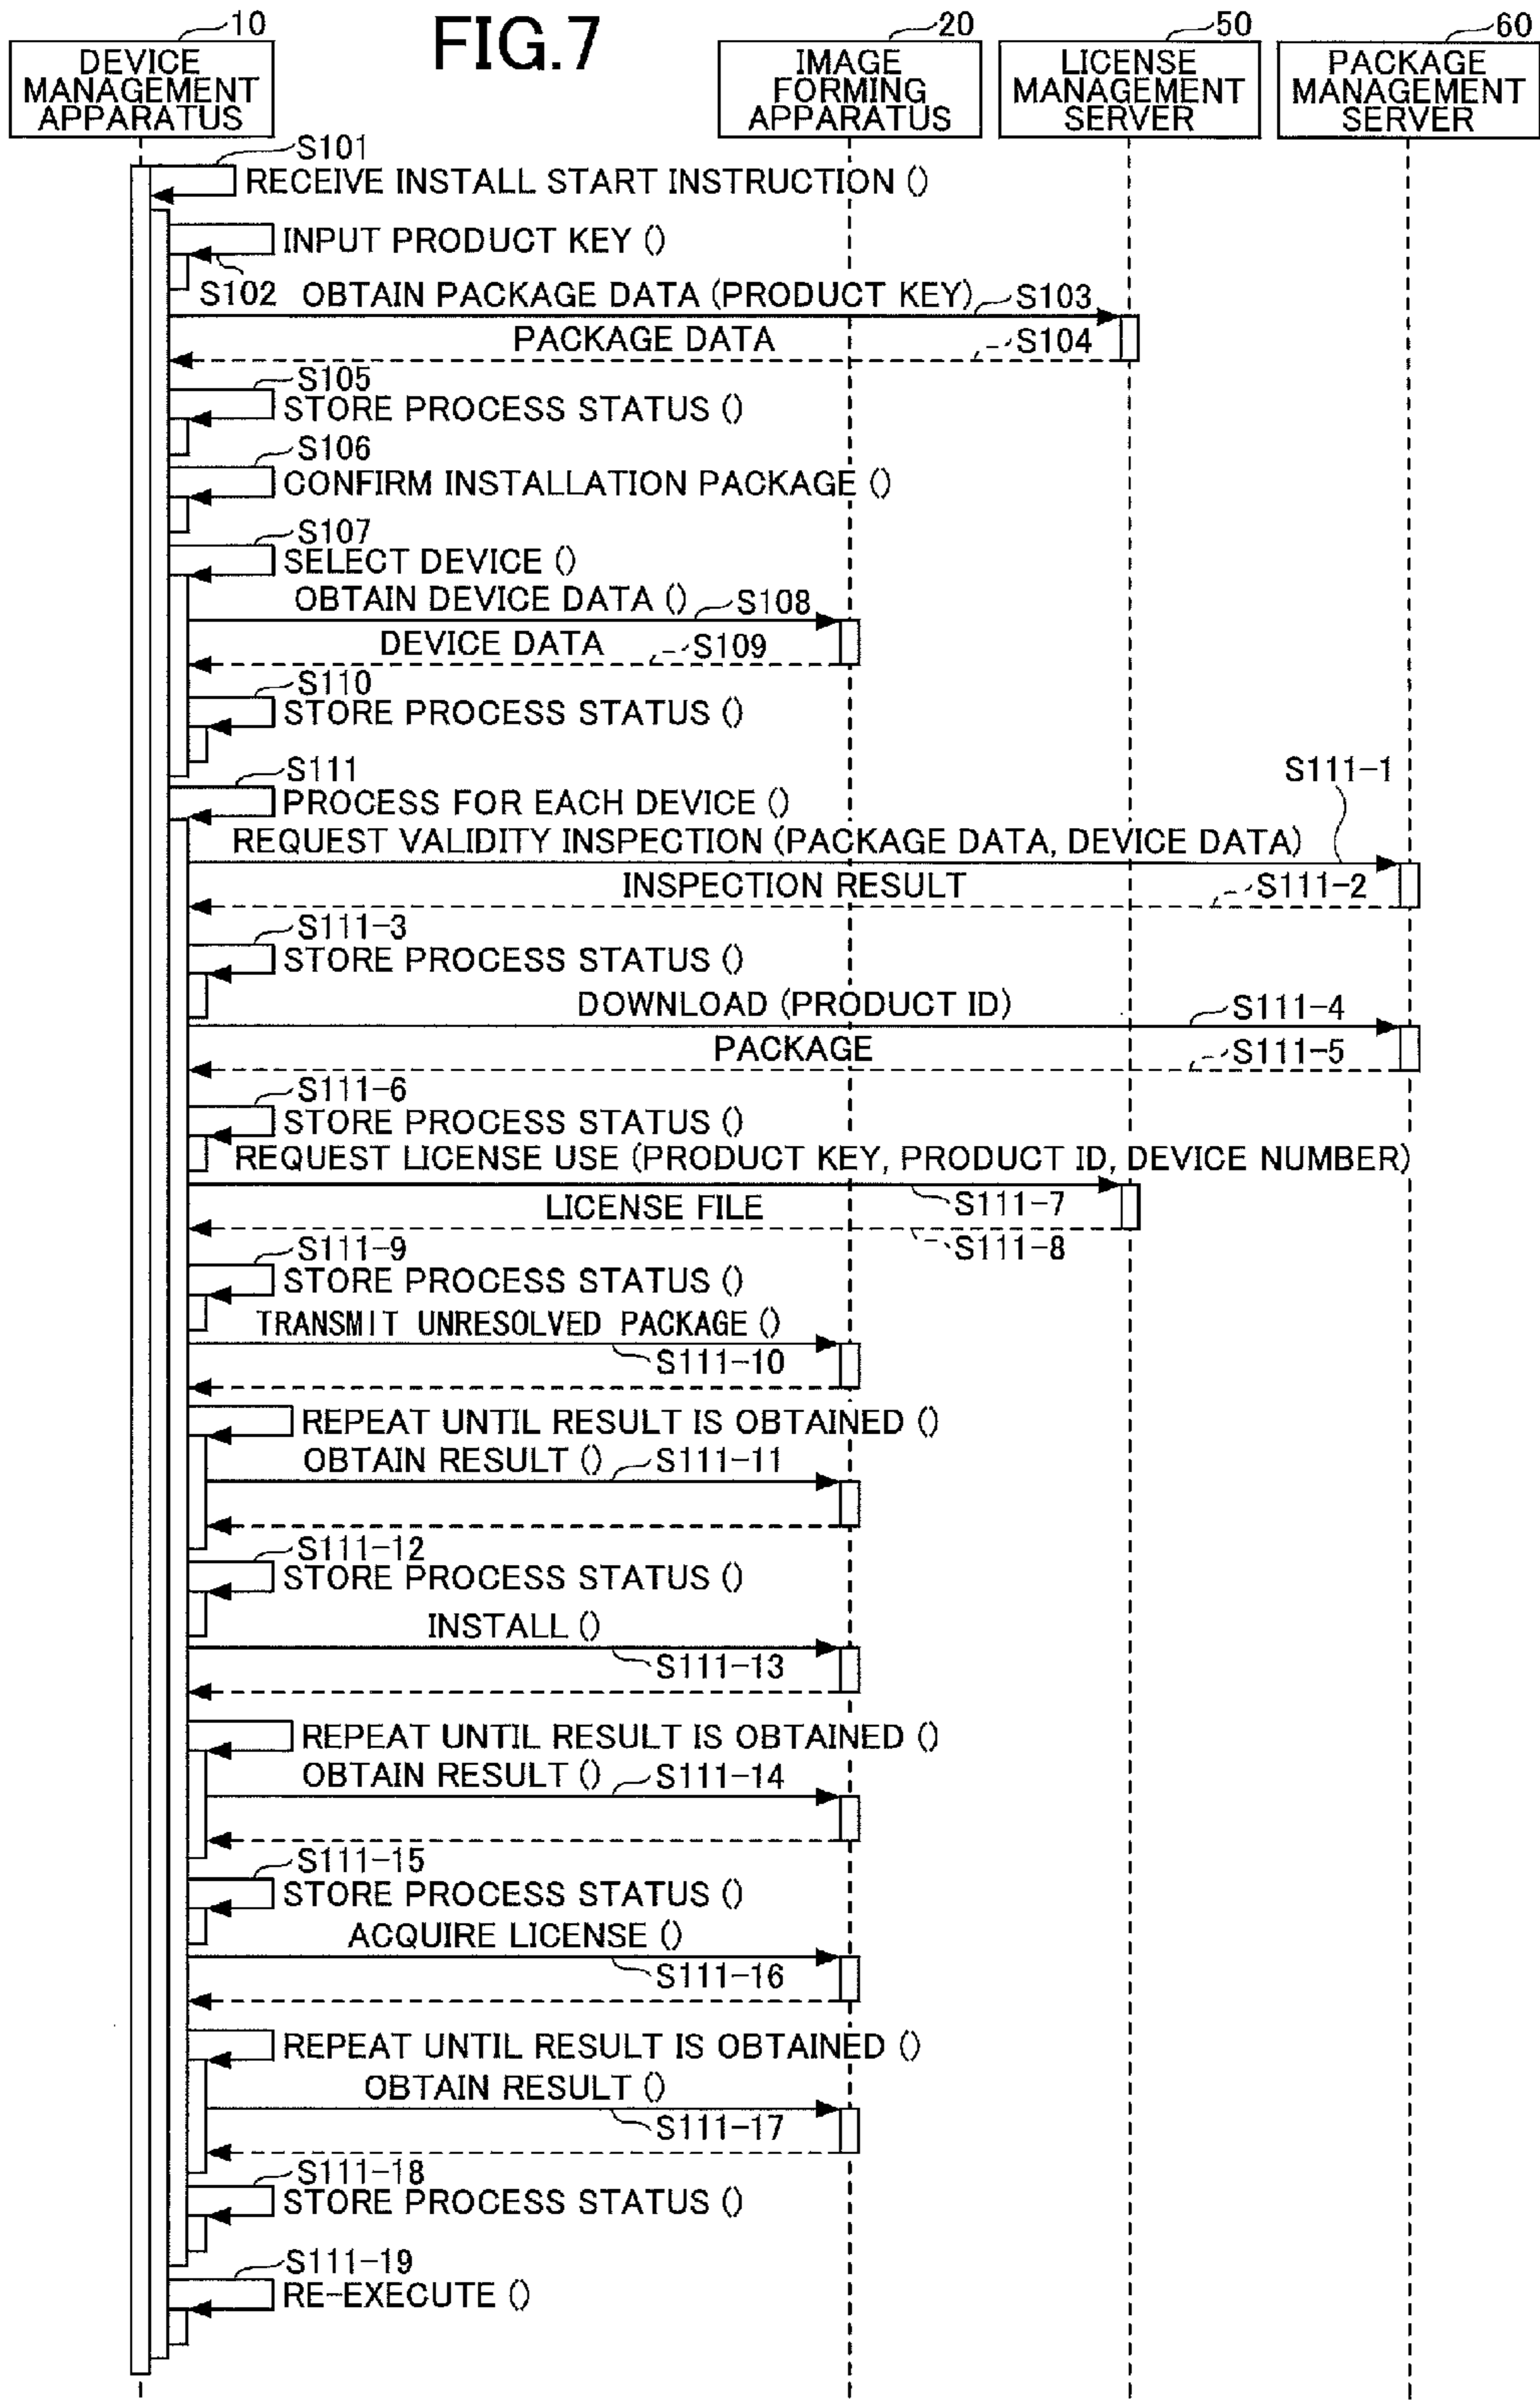 FIG.7
10
DEVICE
MANAGEMENT
APPARATUS
20
IMAGE
FORMING
APPARATUS
50
LICENSE
MANAGEMENT
SERVER
60
PACKAGE
MANAGEMENT
SERVER
S101
RECEIVE INSTALL START INSTRUCTION ()
INPUT PRODUCT KEY ()
S102
OBTAIN PACKAGE DATA (PRODUCT KEY)
S103
PACKAGE DATA
S104
S105
STORE PROCESS STATUS ()
S106
CONFIRM INSTALLATION PACKAGE ()
S107
SELECT DEVICE ()
OBTAIN DEVICE DATA ()
S108
DEVICE DATA
S109
S110
STORE PROCESS STATUS ()
S111
PROCESS FOR EACH DEVICE ()
S111-1
REQUEST VALIDITY INSPECTION (PACKAGE DATA, DEVICE DATA)
INSPECTION RESULT
S111-2
S111-3
STORE PROCESS STATUS ()
DOWNLOAD (PRODUCT ID)
S111-4
PACKAGE
S111-5
S111-6
STORE PROCESS STATUS ()
REQUEST LICENSE USE (PRODUCT KEY, PRODUCT ID, DEVICE NUMBER)
S111-7
LICENSE FILE
S111-8
S111-9
STORE PROCESS STATUS ()
TRANSMIT UNRESOLVED PACKAGE ()
S111-10
REPEAT UNTIL RESULT IS OBTAINED ()
OBTAIN RESULT ()
S111-11
S111-12
STORE PROCESS STATUS ()
INSTALL ()
S111-13
REPEAT UNTIL RESULT IS OBTAINED ()
OBTAIN RESULT ()
S111-14
S111-15
STORE PROCESS STATUS ()
ACQUIRE LICENSE ()
S111-16
REPEAT UNTIL RESULT IS OBTAINED ()
OBTAIN RESULT ()
S111-17
S111-18
STORE PROCESS STATUS ()
S111-19
RE-EXECUTE ()